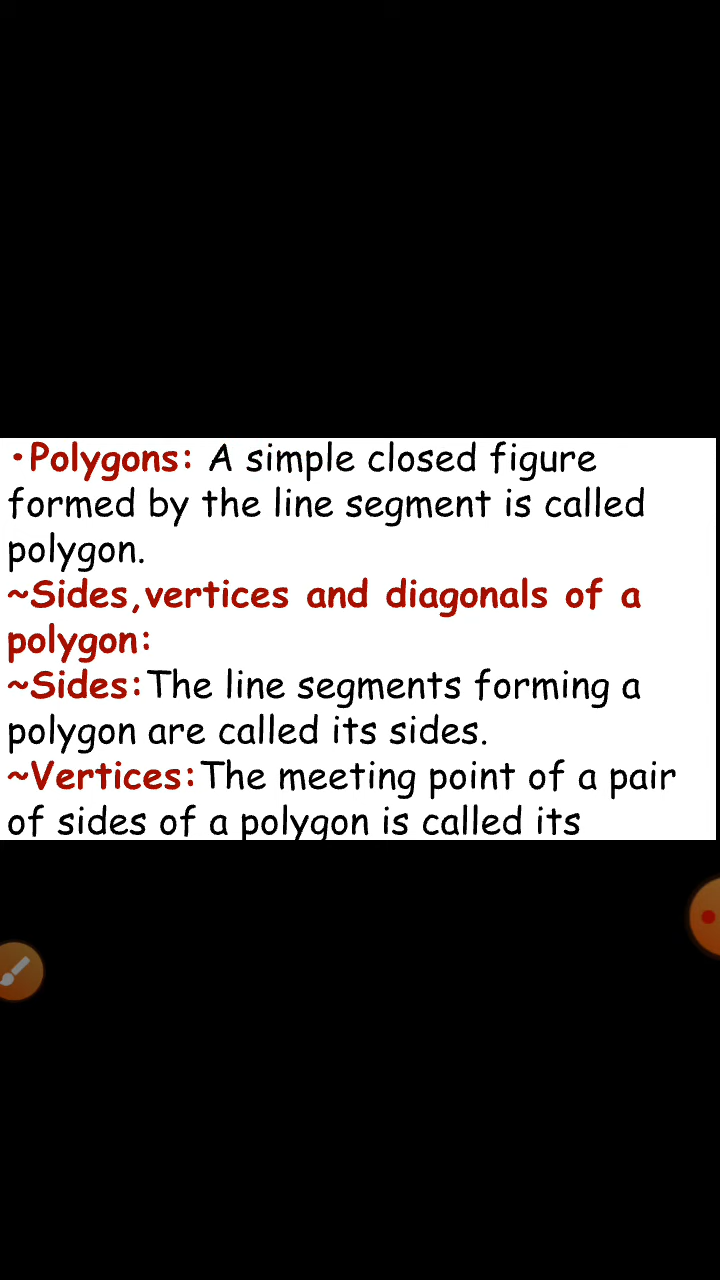 •Polygons: A simple closed figure
formed by the line segment is called
polygon.
~Sides,vertices and diagonals of a
polygon:
~Sides:The line segments forming a
polygon are called its sides.
~Vertices:The meeting point of a pair
of sides of a polygon is called its